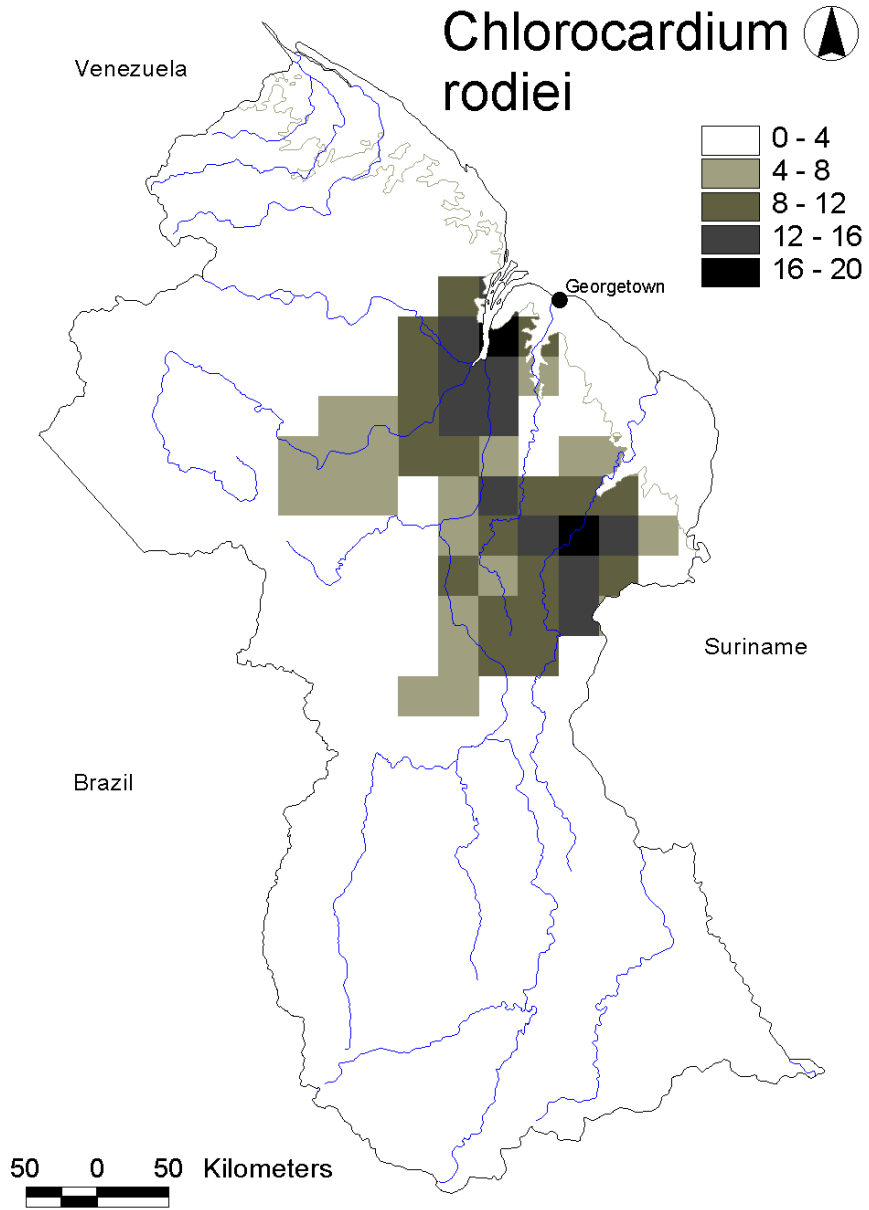 Chlorocardium
rodiei
Venezuela
0 - 4
4 - 8
8 - 12
12 - 16
16 - 20
Georgetown
Suriname
Brazil
50 0 50 Kilometers